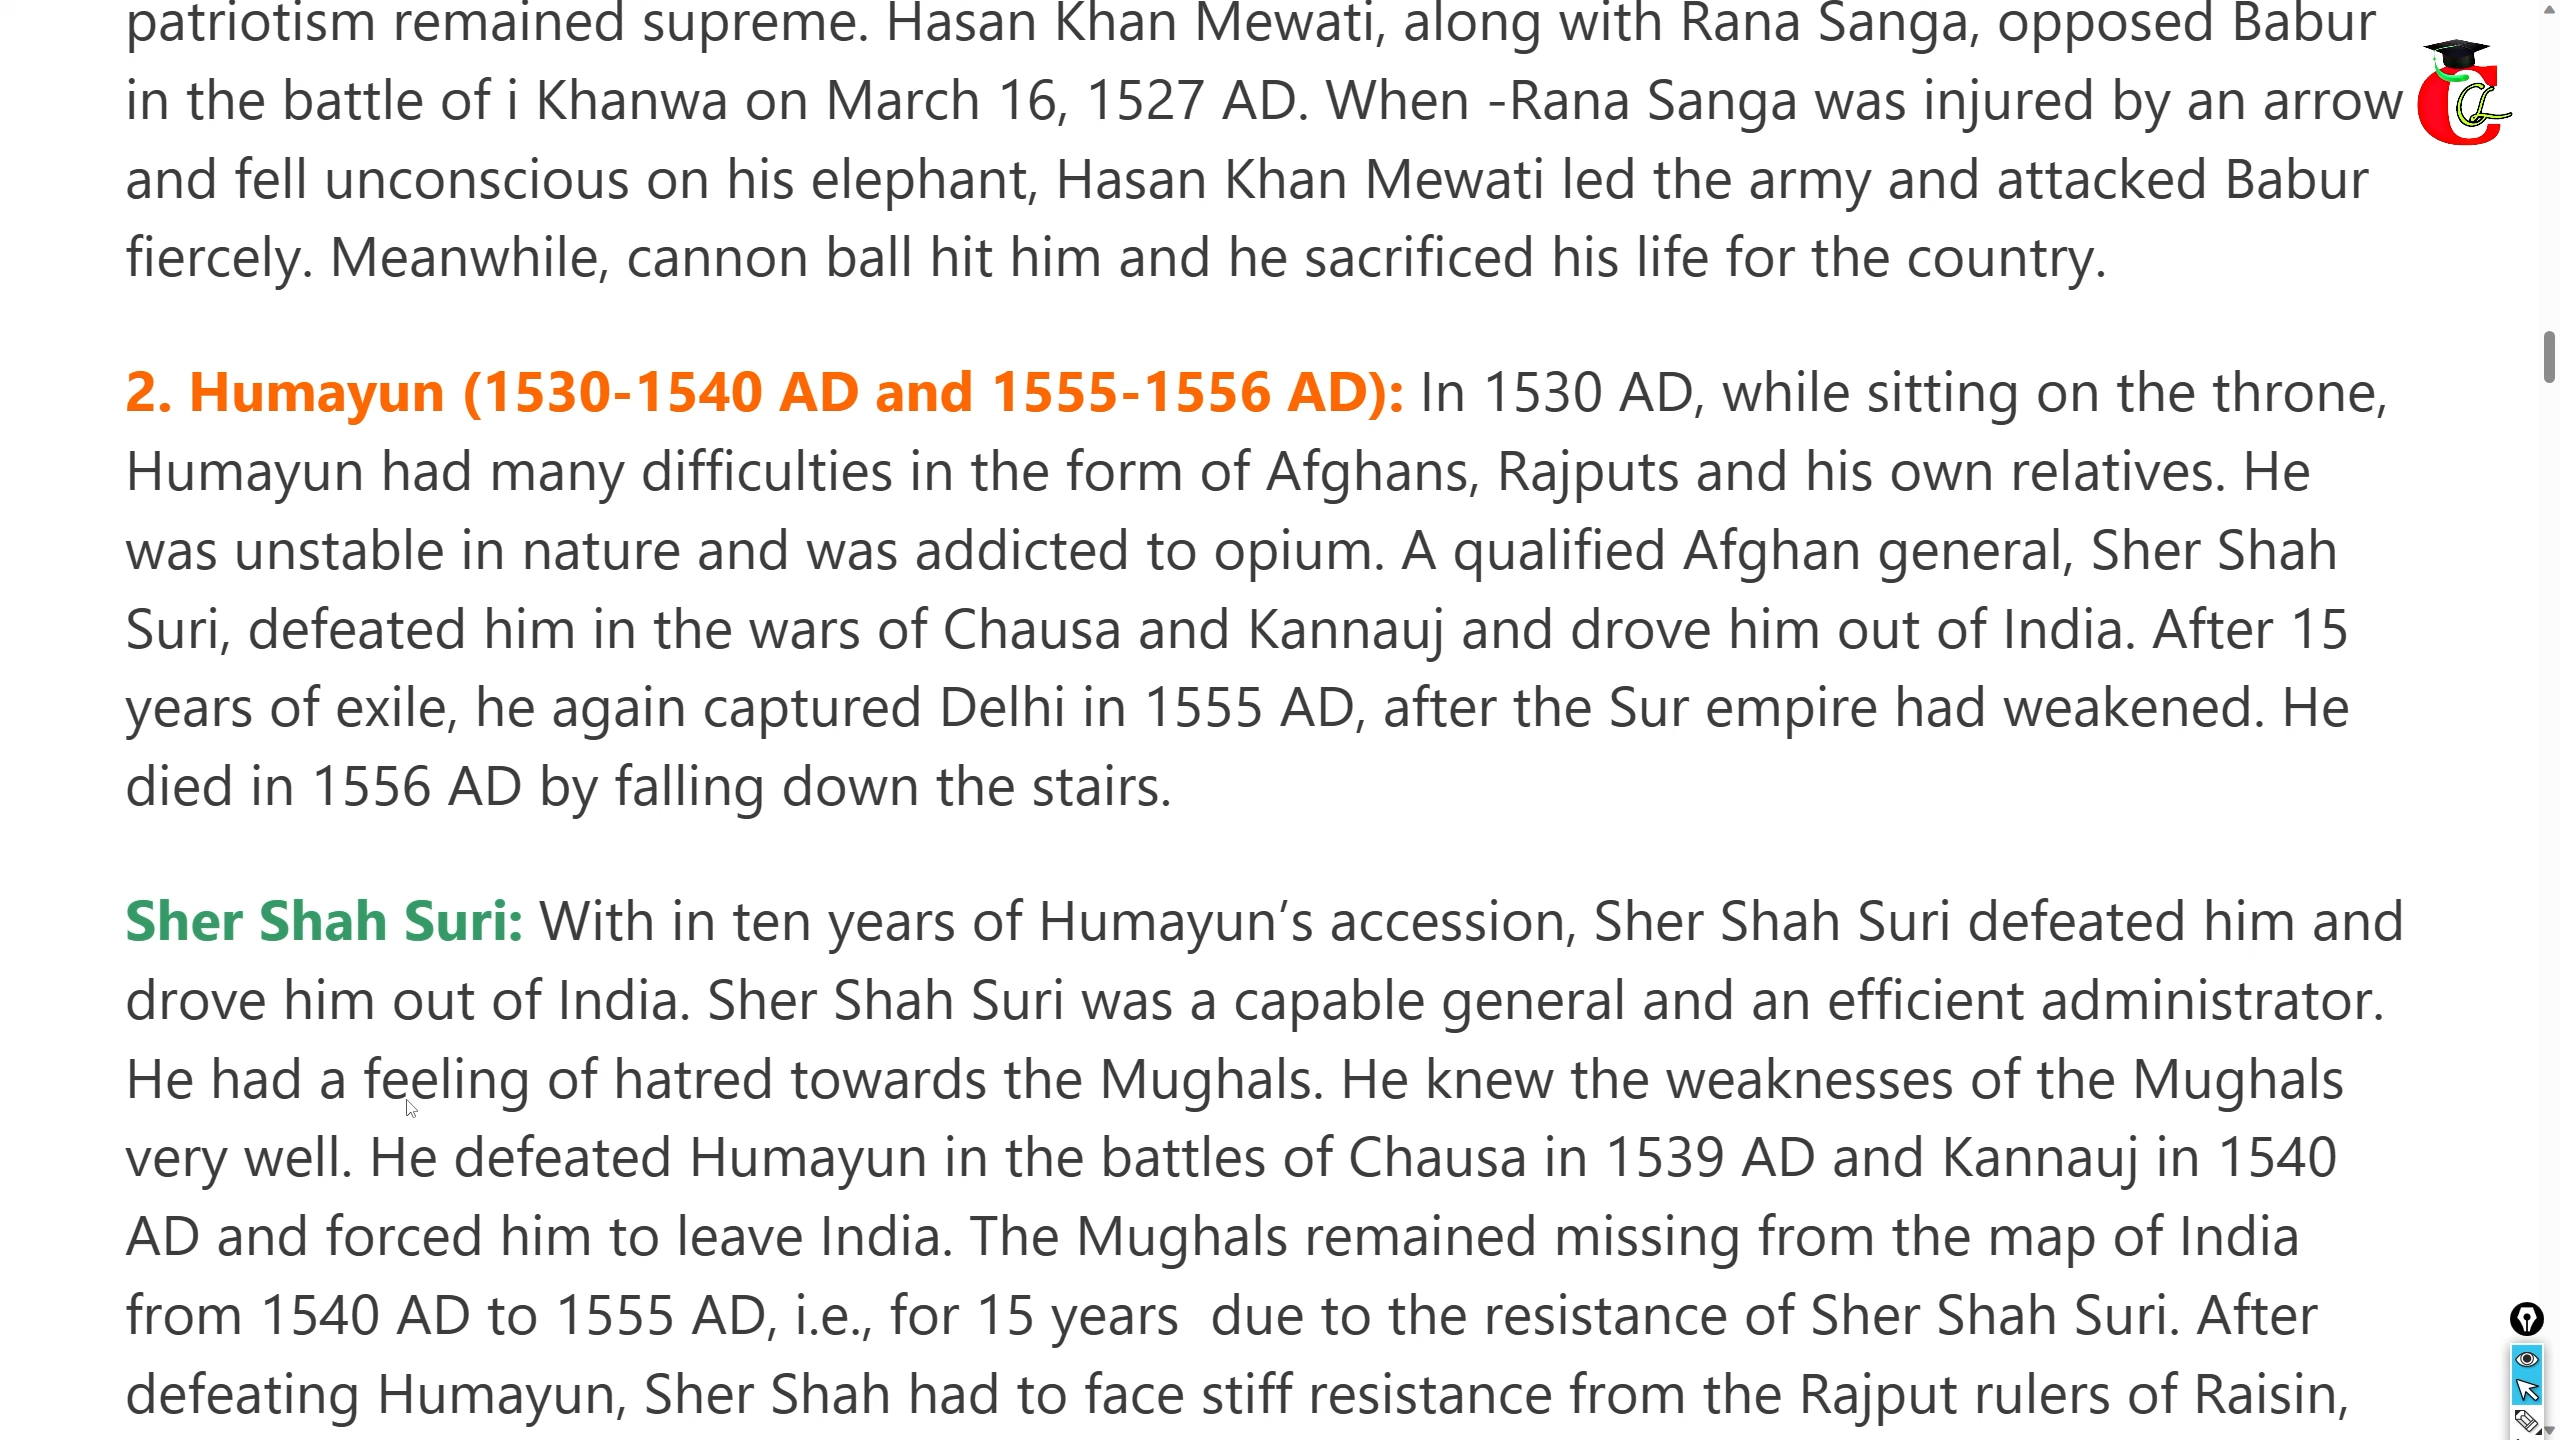 patriotism remained supreme. Hasan Khan Mewati, along with Rana Sanga, opposed Babur
in the battle of i Khanwa on March 16, 1527 AD. When -Rana Sanga was injured by an arrow
and fell unconscious on his elephant, Hasan Khan Mewati led the army and attacked Babur
fiercely. Meanwhile, cannon ball hit him and he sacrificed his life for the country.
2. Humayun (1530-1540 AD and 1555-1556 AD): In 1530 AD, while sitting on the throne,
Humayun had many difficulties in the form of Afghans, Rajputs and his own relatives. He
was unstable in nature and was addicted to opium. A qualified Afghan general, Sher Shah
Suri, defeated him in the wars of Chausa and Kannauj and drove him out of India. After 15
years of exile, he again captured Delhi in 1555 AD, after the Sur empire had weakened. He
died in 1556 AD by falling down the stairs.
Sher Shah Suri: With in ten years of Humayun’s accession, Sher Shah Suri defeated him and
drove him out of India. Sher Shah Suri was a capable general and an efficient administrator.
He had a feeling of hatred towards the Mughals. He knew the weaknesses of the Mughals
very well. He defeated Humayun in the battles of Chausa in 1539 AD and Kannauj in 1540
AD and forced him to leave India. The Mughals remained missing from the map of India
from 1540 AD to 1555 AD, i.e., for 15 years  due to the resistance of Sher Shah Suri. After
defeating Humayun, Sher Shah had to face stiff resistance from the Rajput rulers of Raisin,